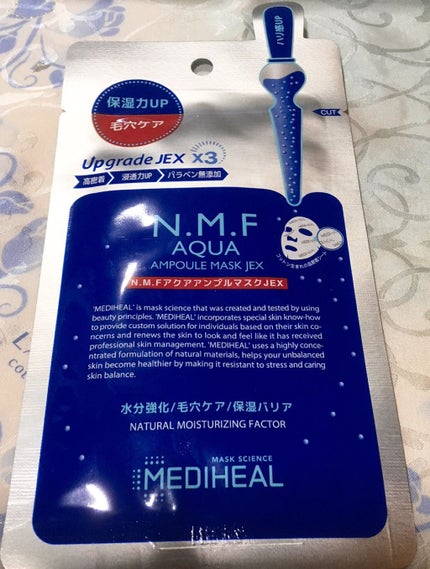 ハリ感UP
保湿力UP
毛穴ケア
CUT
Upgrade JEX x3
高密着 浸透力UP パラベン無添加
N.M.F
AQUA
AMPOULE MASK JEX
N.M.FアクアアンプルマスクJEX
'MEDIHEAL' is mask science that was created and tested by using
beauty principles. 'MEDIHEAL' incorporates special skin know-how
to provide custom solution for individuals based on their skin co-
ncerns and renews the skin to look and feel like it has received
professional skin management. 'MEDIHEAL' uses a highly conce-
ntrated formulation of natural materials, helps your unbalanced
skin become healthier by making it resistant to stress and caring
skin balance.
水分強化/毛穴ケア/保湿バリア
NATURAL MOISTURIZING FACTOR
MASK SCIENCE
MEDIHEAL